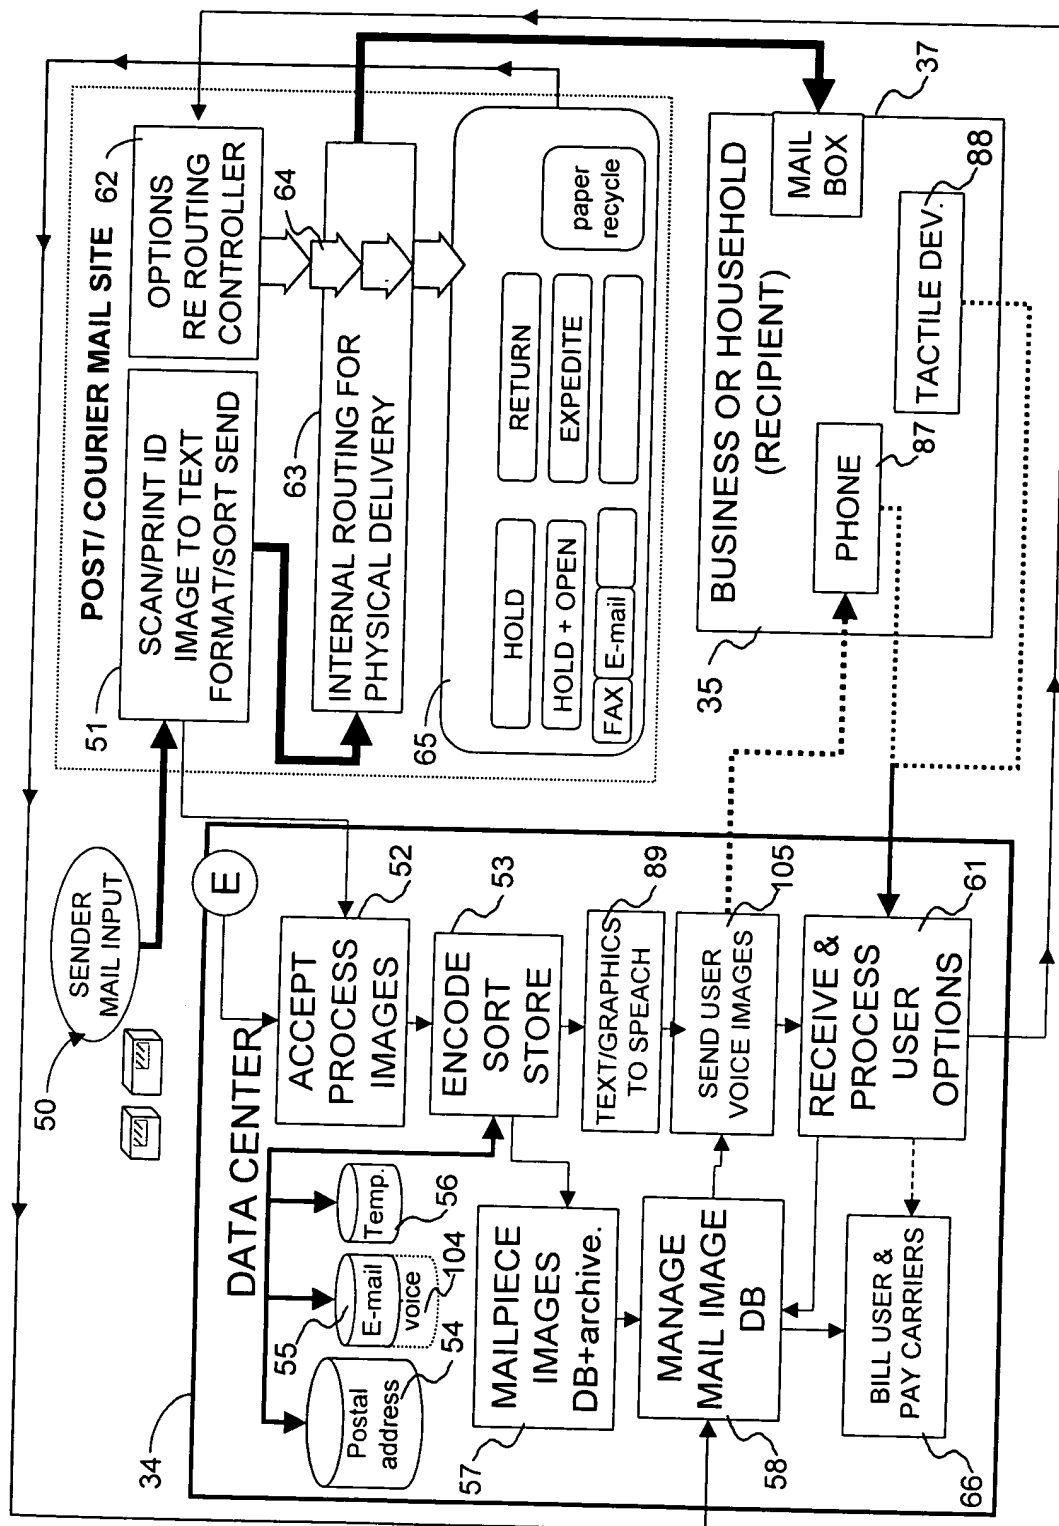 50
SENDER
MAIL INPUT
POST/ COURIER MAIL SITE
51
SCAN/PRINT ID
IMAGE TO TEXT
FORMAT/SORT SEND
62
OPTIONS
RE ROUTING
CONTROLLER
63
64
INTERNAL ROUTING FOR
PHYSICAL DELIVERY
65
HOLD
RETURN
HOLD + OPEN
EXPEDITE
FAX
E-mail
paper
recycle
34
DATA CENTER
E
Postal
address
54
55
E-mail
voice
104
Temp.
56
ACCEPT
PROCESS
IMAGES
52
ENCODE
SORT
STORE
53
57
MAILPIECE
IMAGES
DB+archive.
TEXT/GRAPHICS
TO SPEACH
89
58
MANAGE
MAIL IMAGE
DB
SEND USER
VOICE IMAGES
105
66
BILL USER &
PAY CARRIERS
RECEIVE &
PROCESS
USER
OPTIONS
61
35
BUSINESS OR HOUSEHOLD
(RECIPIENT)
MAIL
BOX
37
PHONE
87
TACTILE DEV.
88